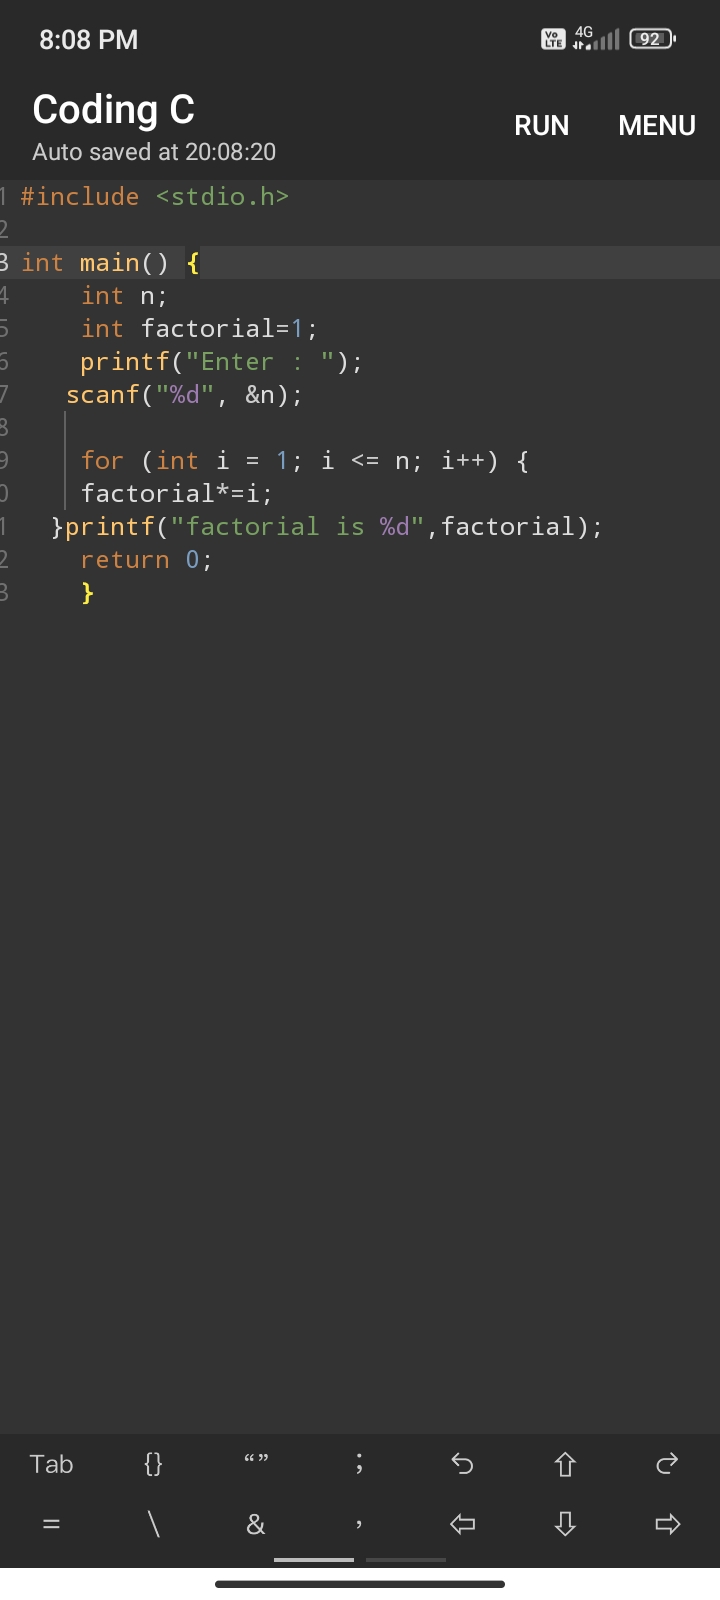 8:08 PM Vo LTE 4G 92
Coding C
RUN MENU
Auto saved at 20:08:20
1 #include <stdio.h>
2
3 int main() {
4     int n;
5     int factorial=1;
6     printf("Enter : ");
7    scanf("%d", &n);
8
9     for (int i = 1; i <= n; i++) {
0     factorial*=i;
1   }printf("factorial is %d",factorial);
2     return 0;
3     }
Tab {} “” ;
= \ & ,